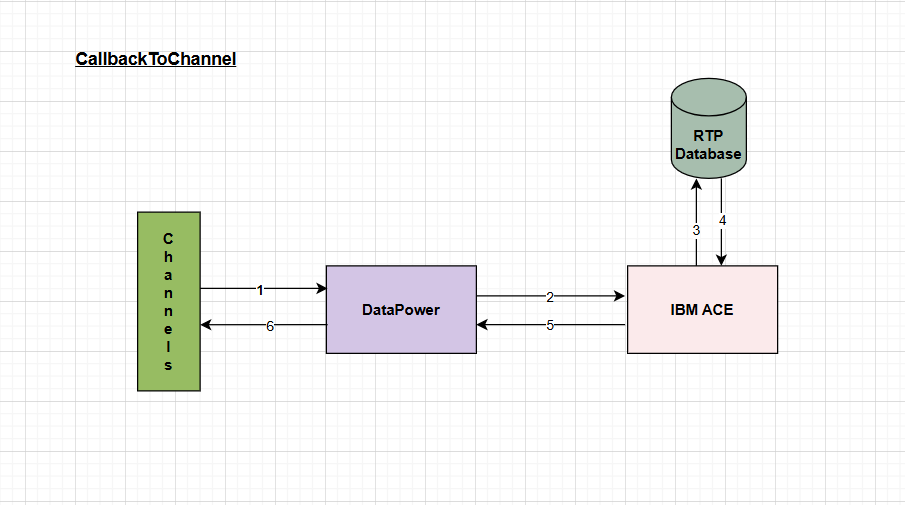 CallbackToChannel
RTP
Database
3
4
C
h
a
n
n
e
l
s
1
6
DataPower
2
5
IBM ACE